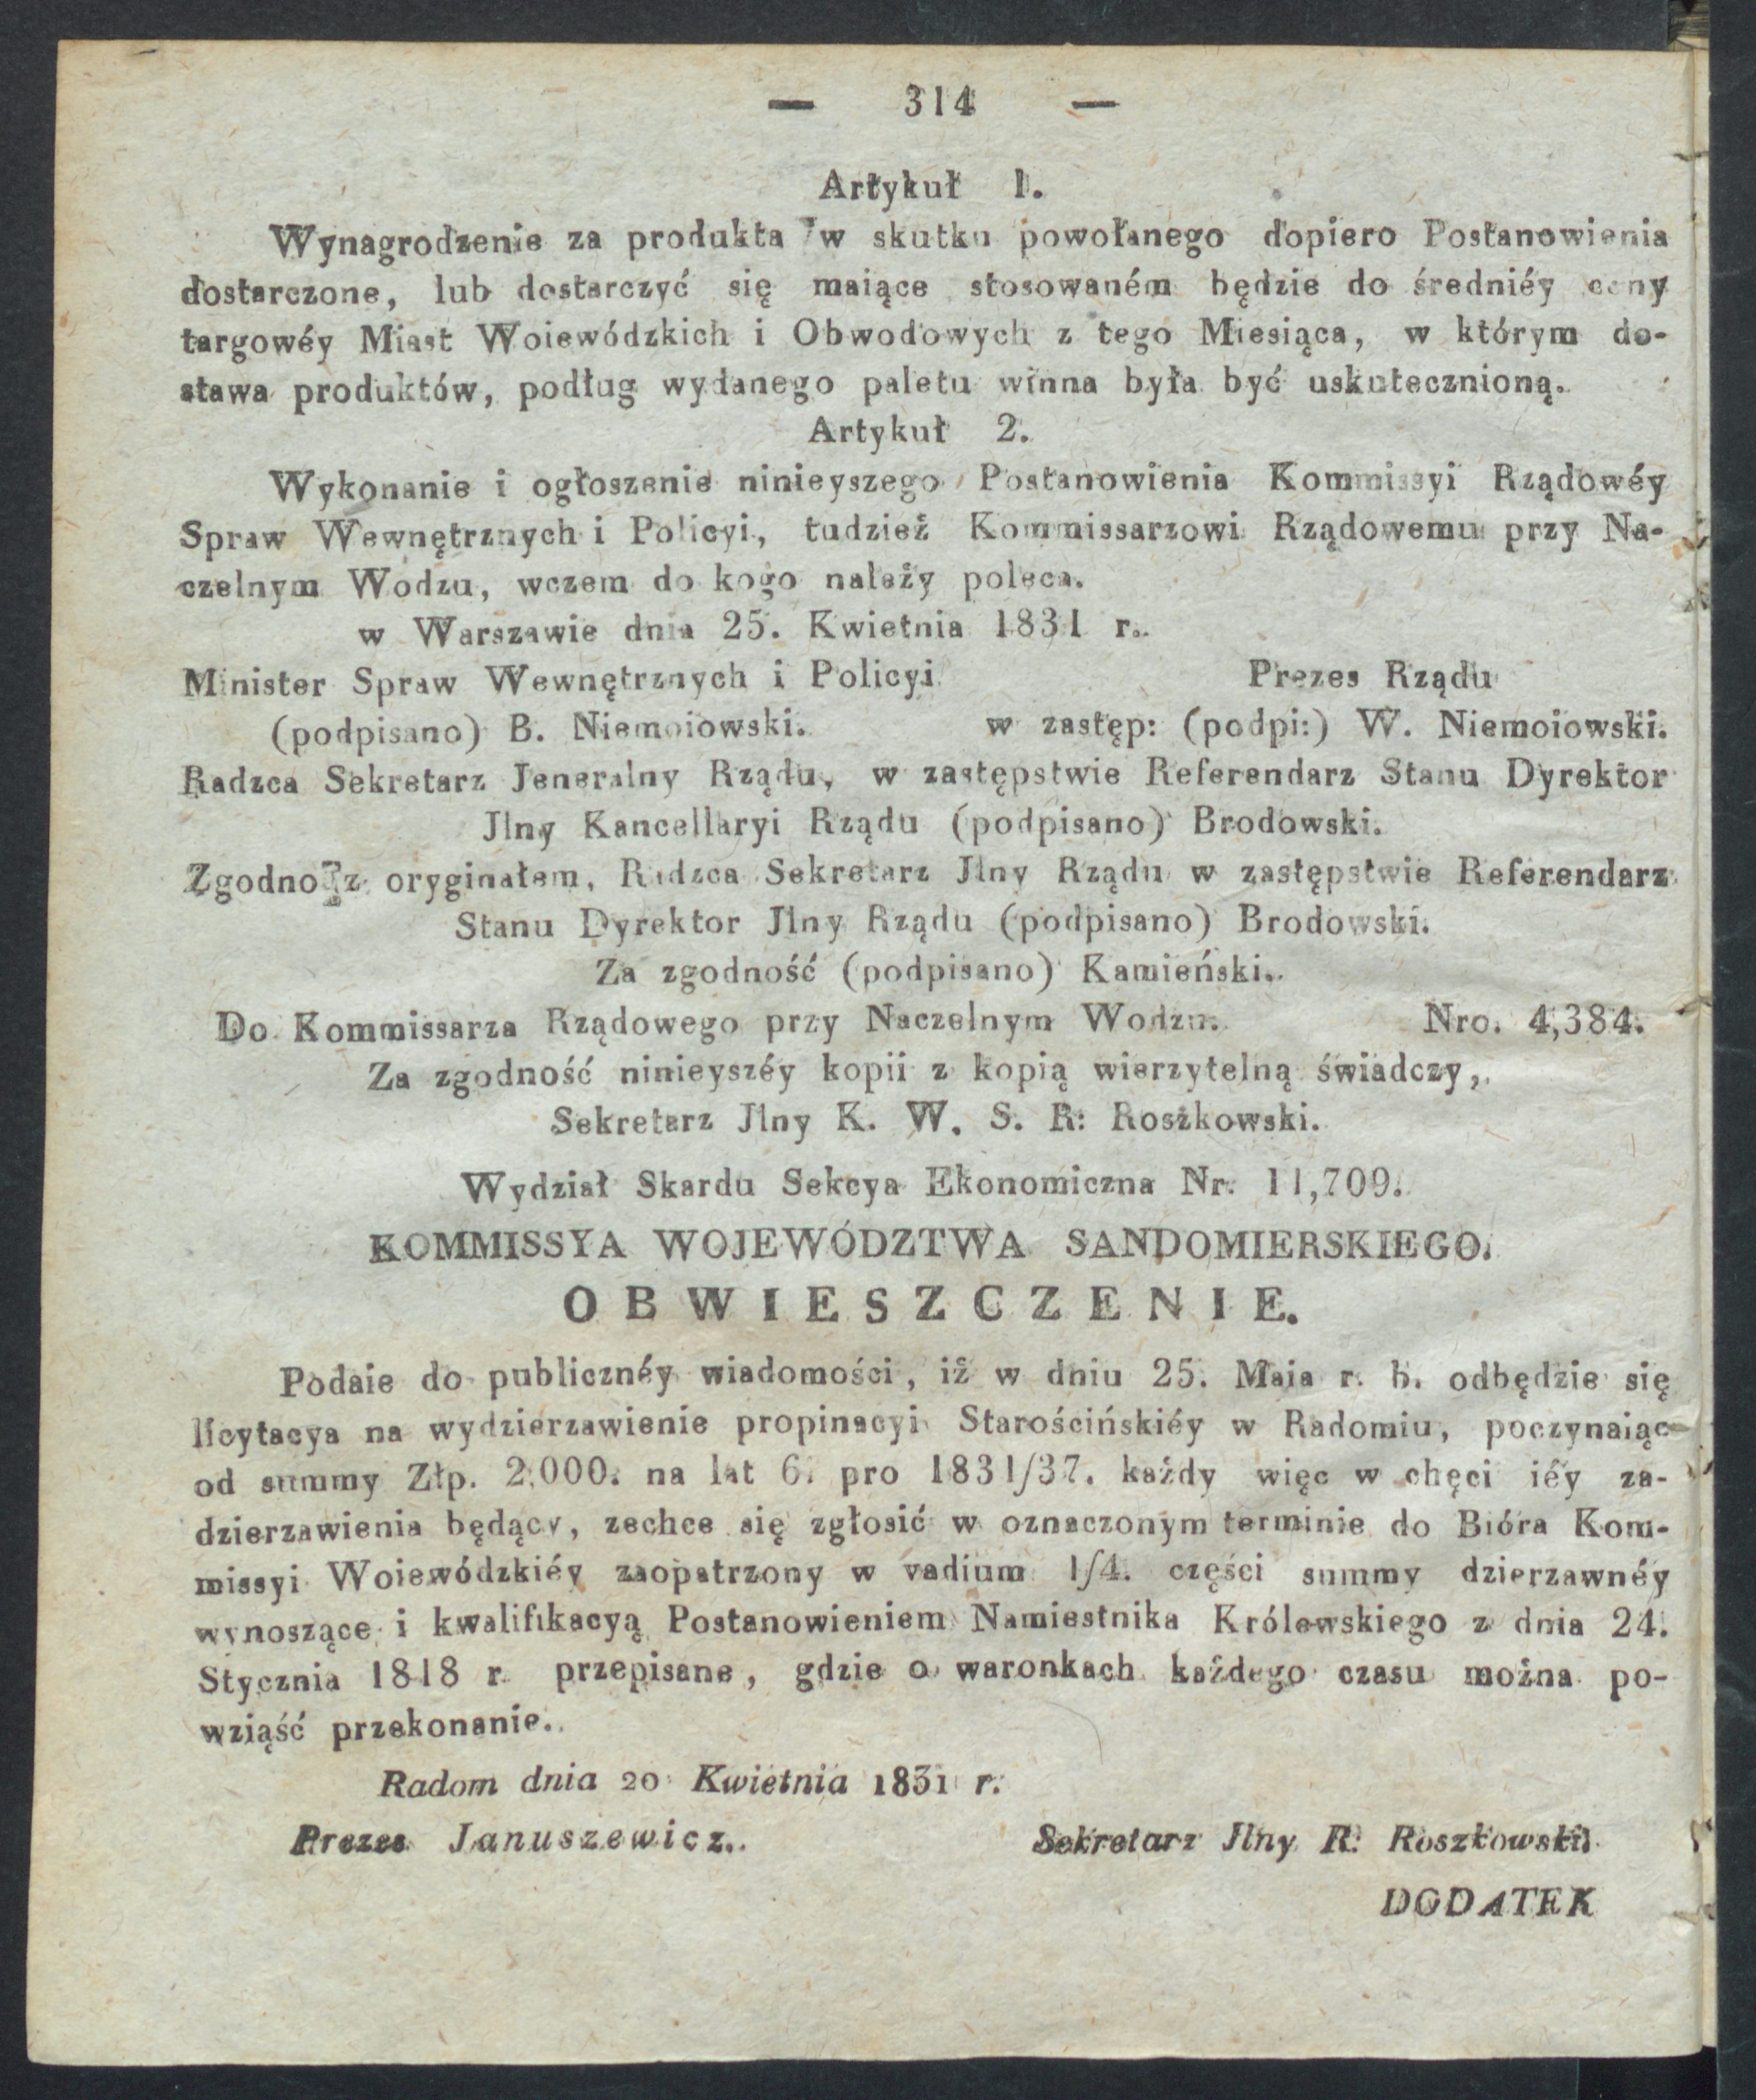 — 314 —
Artykuł 1.
Wynagrodzenie za produkta w skutku powołanego dopiero Postanowienia
dostarczone, lub dostarczyć się maiące stosowaném będzie do średniéy ceny
targowéy Miast Woiewódzkich i Obwodowych z tego Miesiąca, w którym do-
stawa produktów, podług wydanego paletu winna była być uskutecznioną.
Artykuł 2.
Wykonanie i ogłoszenie ninieyszego Postanowienia Kommissyi Rządowéy
Spraw Wewnętrznych i Policyi, tudzież Kommissarzowi Rządowemu przy Na-
czelnym Wodzu, wczem do kogo należy poleca.
w Warszawie dnia 25. Kwietnia 1831 r.
Minister Spraw Wewnętrznych i Policyi Prezes Rządu
(podpisano) B. Niemoiowski. w zastęp: (podpi:) W. Niemoiowski.
Radzca Sekretarz Jeneralny Rządu, w zastępstwie Referendarz Stanu Dyrektor
Jlny Kancellaryi Rządu (podpisano) Brodowski.
Zgodno z oryginałem, Radzca Sekretarz Jlny Rządu w zastępstwie Referendarz
Stanu Dyrektor Jlny Rządu (podpisano) Brodowski.
Za zgodność (podpisano) Kamieński.
Do Kommissarza Rządowego przy Naczelnym Wodzu. Nro. 4,384.
Za zgodność ninieyszéy kopii z kopią wierzytelną świadczy,
Sekretarz Jlny K. W. S. R: Roszkowski.
Wydział Skardu Sekcya Ekonomiczna Nr. 11,709.
KOMMISSYA WOJEWÓDZTWA SANDOMIERSKIEGO.
OBWIESZCZENIE.
Podaie do publicznéy wiadomości, iż w dniu 25. Maia r. b. odbędzie się
licytacya na wydzierzawienie propinacyi Starościńskiéy w Radomiu, poczynaiąc
od summy Złp. 2,000. na lat 6. pro 1831/37. każdy więc w chęci iéy za-
dzierzawienia będący, zechce się zgłosić w oznaczonym terminie do Bióra Kom-
missyi Woiewódzkiéy zaopatrzony w vadium 1/4. części summy dzierzawnéy
wynoszące i kwalifikacyą Postanowieniem Namiestnika Królewskiego z dnia 24.
Stycznia 1818 r. przepisane, gdzie o waronkach każdego czasu można po-
wziąść przekonanie.
Radom dnia 20 Kwietnia 1831 r.
Prezes Januszewicz. Sekretarz Jlny R. Roszkowski
DODATEK